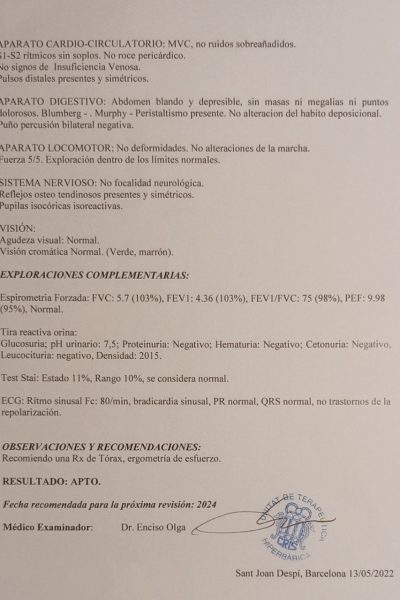 APARATO CARDIO-CIRCULATORIO: MVC, no ruidos sobreañadidos.
S1-S2 rítmicos sin soplos. No roce pericárdico.
No signos de Insuficiencia Venosa.
Pulsos distales presentes y simétricos.
APARATO DIGESTIVO: Abdomen blando y depresible, sin masas ni megalias ni puntos
dolorosos. Blumberg - . Murphy - Peristaltismo presente. No alteracion del habito deposicional.
Puño percusión bilateral negativa.
APARATO LOCOMOTOR: No deformidades. No alteraciones de la marcha.
Fuerza 5/5. Exploración dentro de los límites normales.
SISTEMA NERVIOSO: No focalidad neurológica.
Reflejos osteo tendinosos presentes y simétricos.
Pupilas isocóricas isoreactivas.
VISIÓN:
Agudeza visual: Normal.
Visión cromática Normal. (Verde, marrón).
EXPLORACIONES COMPLEMENTARIAS:
Espirometria Forzada: FVC: 5.7 (103%), FEV1: 4.36 (103%), FEV1/FVC: 75 (98%), PEF: 9.98
(95%), Normal.
Tira reactiva orina:
Glucosuria; pH urinario: 7,5; Proteinuria: Negativo; Hematuria: Negativo; Cetonuria: Negativo,
Leucocituria: negativo, Densidad: 2015.
Test Stai: Estado 11%, Rango 10%, se considera normal.
ECG: Ritmo sinusal Fc: 80/min, bradicardia sinusal, PR normal, QRS normal, no trastornos de la
repolarización.
OBSERVACIONES Y RECOMENDACIONES:
Recomiendo una Rx de Tórax, ergometría de esfuerzo.
RESULTADO: APTO.
Fecha recomendada para la próxima revisión: 2024
Médico Examinador: Dr. Enciso Olga
UNITAT DE TERAPEUTICA
HIPERBARICA
CRIS
Sant Joan Despí, Barcelona 13/05/2022